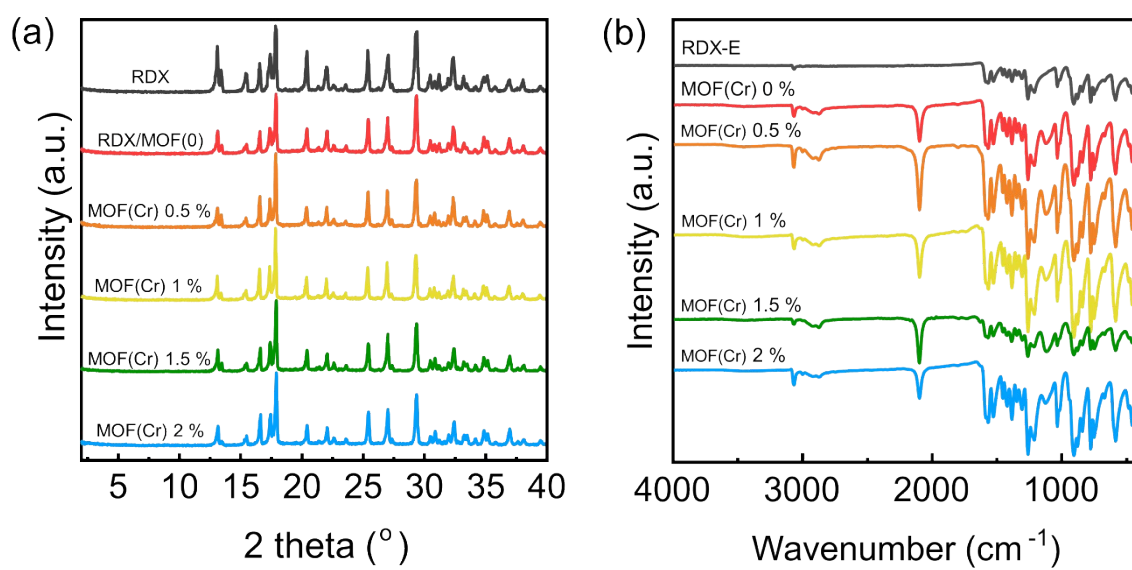 (a)
RDX
RDX/MOF(0)
MOF(Cr) 0.5 %
MOF(Cr) 1 %
MOF(Cr) 1.5 %
MOF(Cr) 2 %
Intensity (a.u.)
5 10 15 20 25 30 35 40
2 theta (°)
(b)
RDX-E
MOF(Cr) 0 %
MOF(Cr) 0.5 %
MOF(Cr) 1 %
MOF(Cr) 1.5 %
MOF(Cr) 2 %
Intensity (a.u.)
4000 3000 2000 1000
Wavenumber (cm⁻¹)